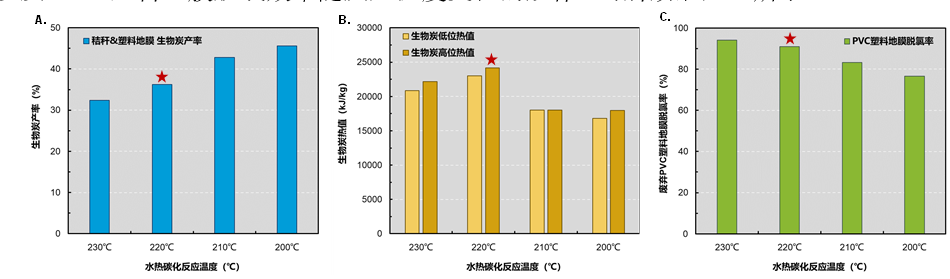 A.
秸秆&塑料地膜 生物炭产率
生物炭产率 (%)
50
40
30
20
10
0
230℃ 220℃ 210℃ 200℃
水热碳化反应温度 (℃)
B.
生物炭低位热值
生物炭高位热值
生物炭热值 (kJ/kg)
30000
25000
20000
15000
10000
5000
0
230℃ 220℃ 210℃ 200℃
水热碳化反应温度 (℃)
C.
PVC塑料地膜脱氯率
废弃PVC塑料地膜脱氯率 (%)
100
80
60
40
20
0
230℃ 220℃ 210℃ 200℃
水热碳化反应温度 (℃)